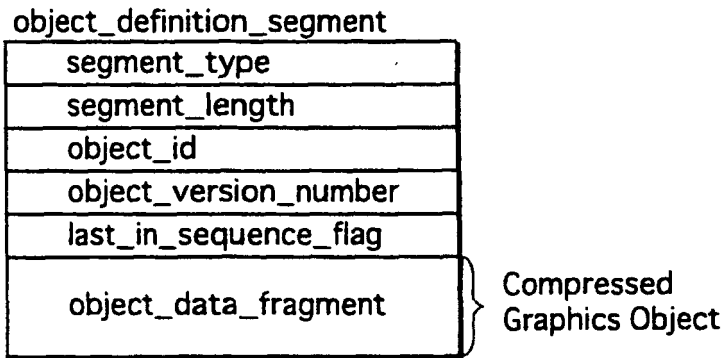 object_definition_segment
segment_type
segment_length
object_id
object_version_number
last_in_sequence_flag
object_data_fragment
Compressed
Graphics Object